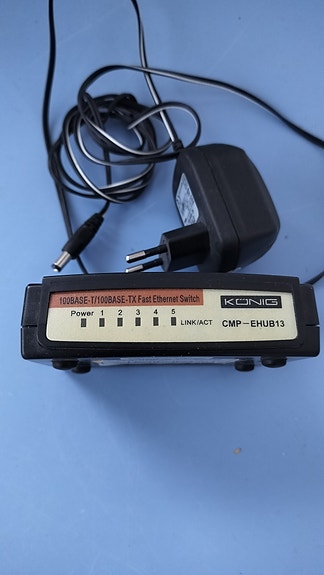 100BASE-T/100BASE-TX Fast Ethernet Switch
KÖNIG
Power 1 2 3 4 5 LINK/ACT
CMP-EHUB13